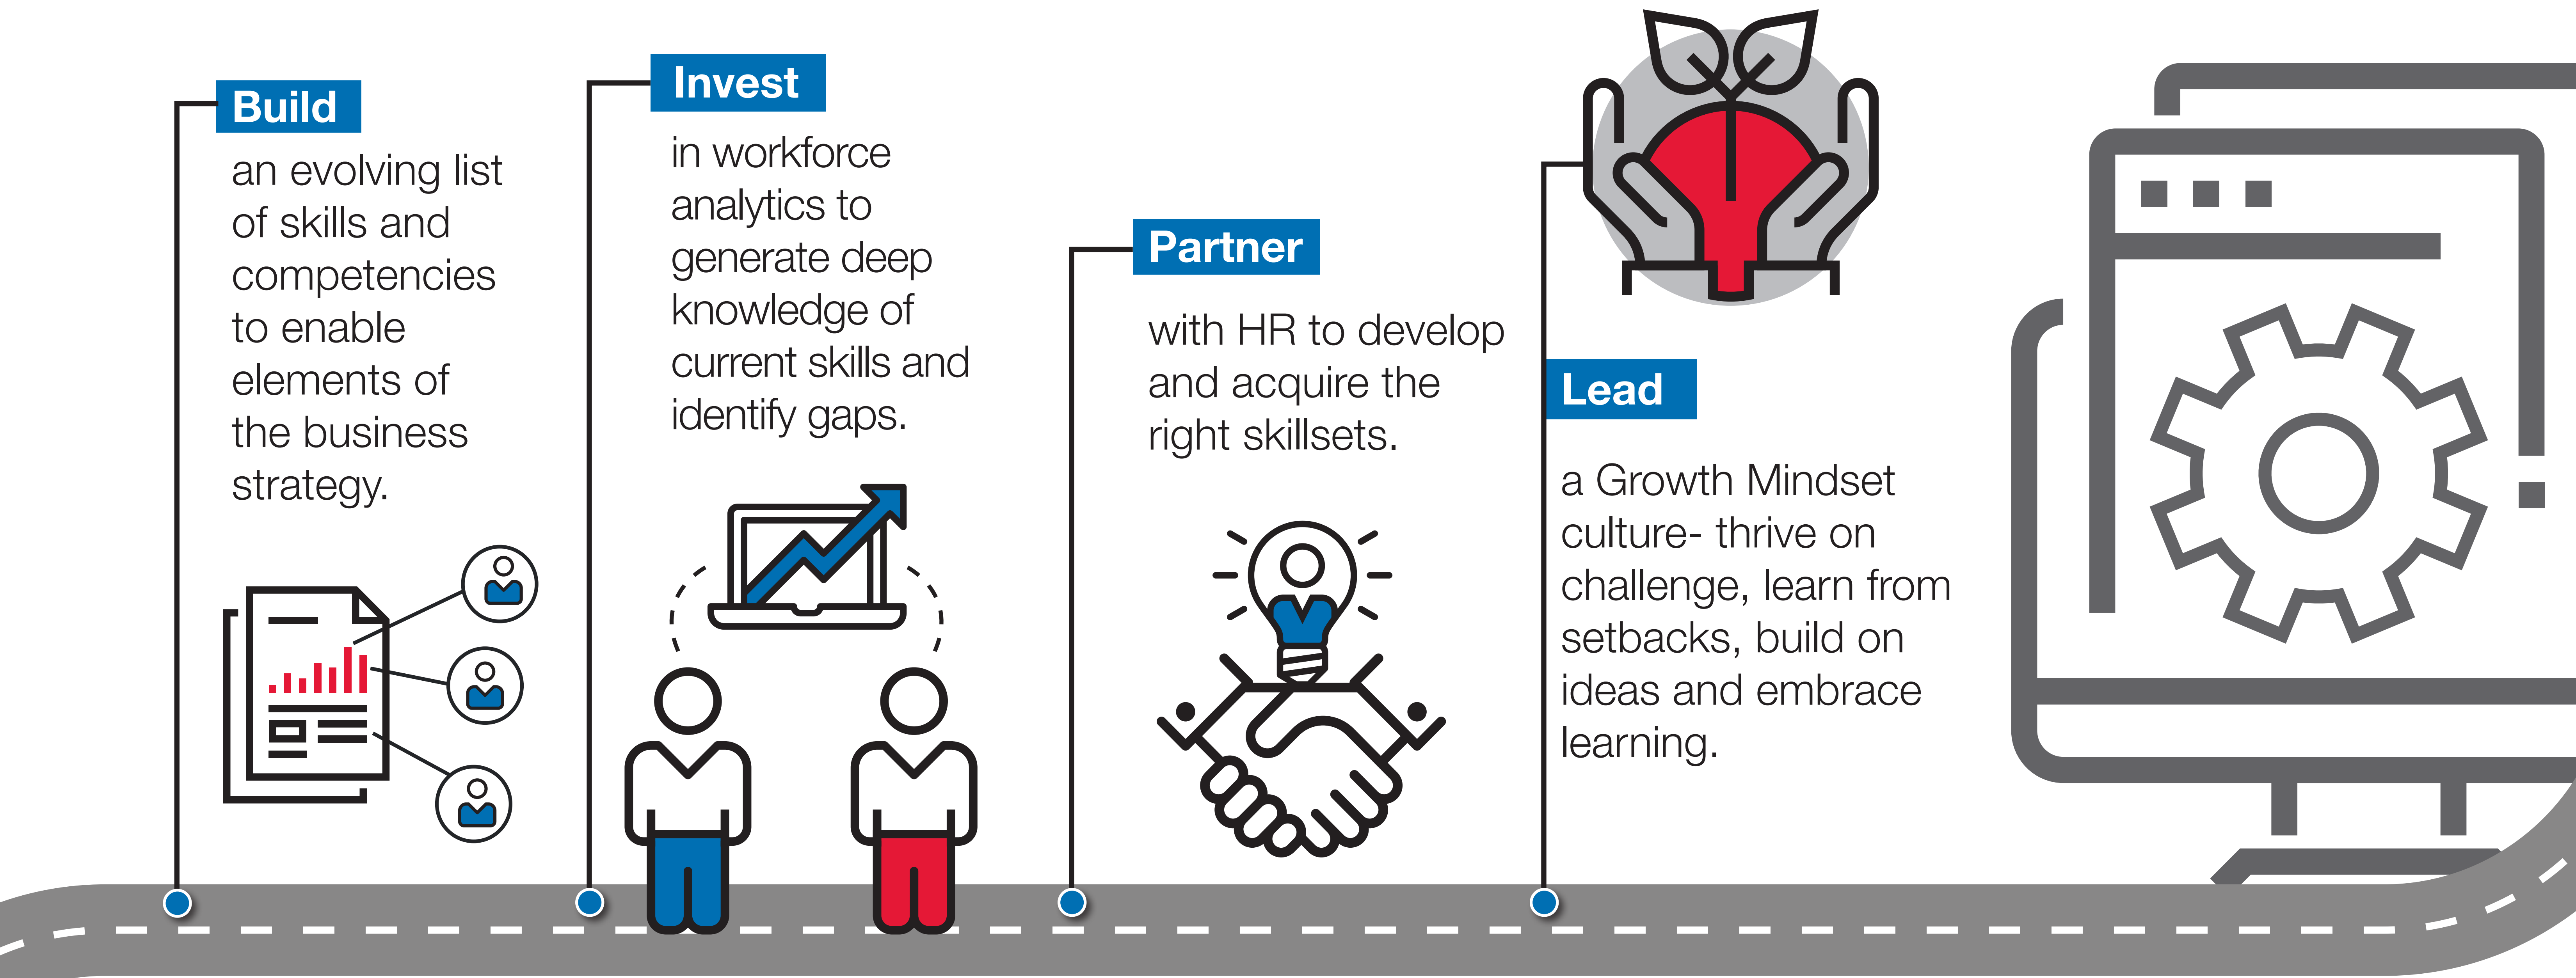 Build
an evolving list
of skills and
competencies
to enable
elements of
the business
strategy.
Invest
in workforce
analytics to
generate deep
knowledge of
current skills and
identify gaps.
Partner
with HR to develop
and acquire the
right skillsets.
Lead
a Growth Mindset
culture- thrive on
challenge, learn from
setbacks, build on
ideas and embrace
learning.